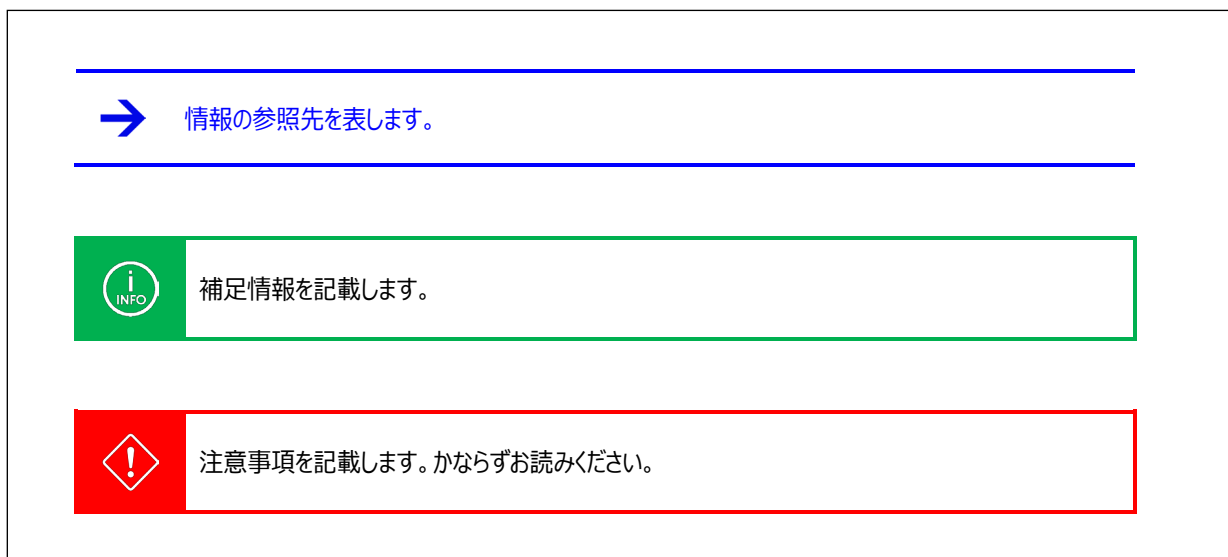 情報の参照先を表します。
i
INFO
補足情報を記載します。
注意事項を記載します。かならずお読みください。